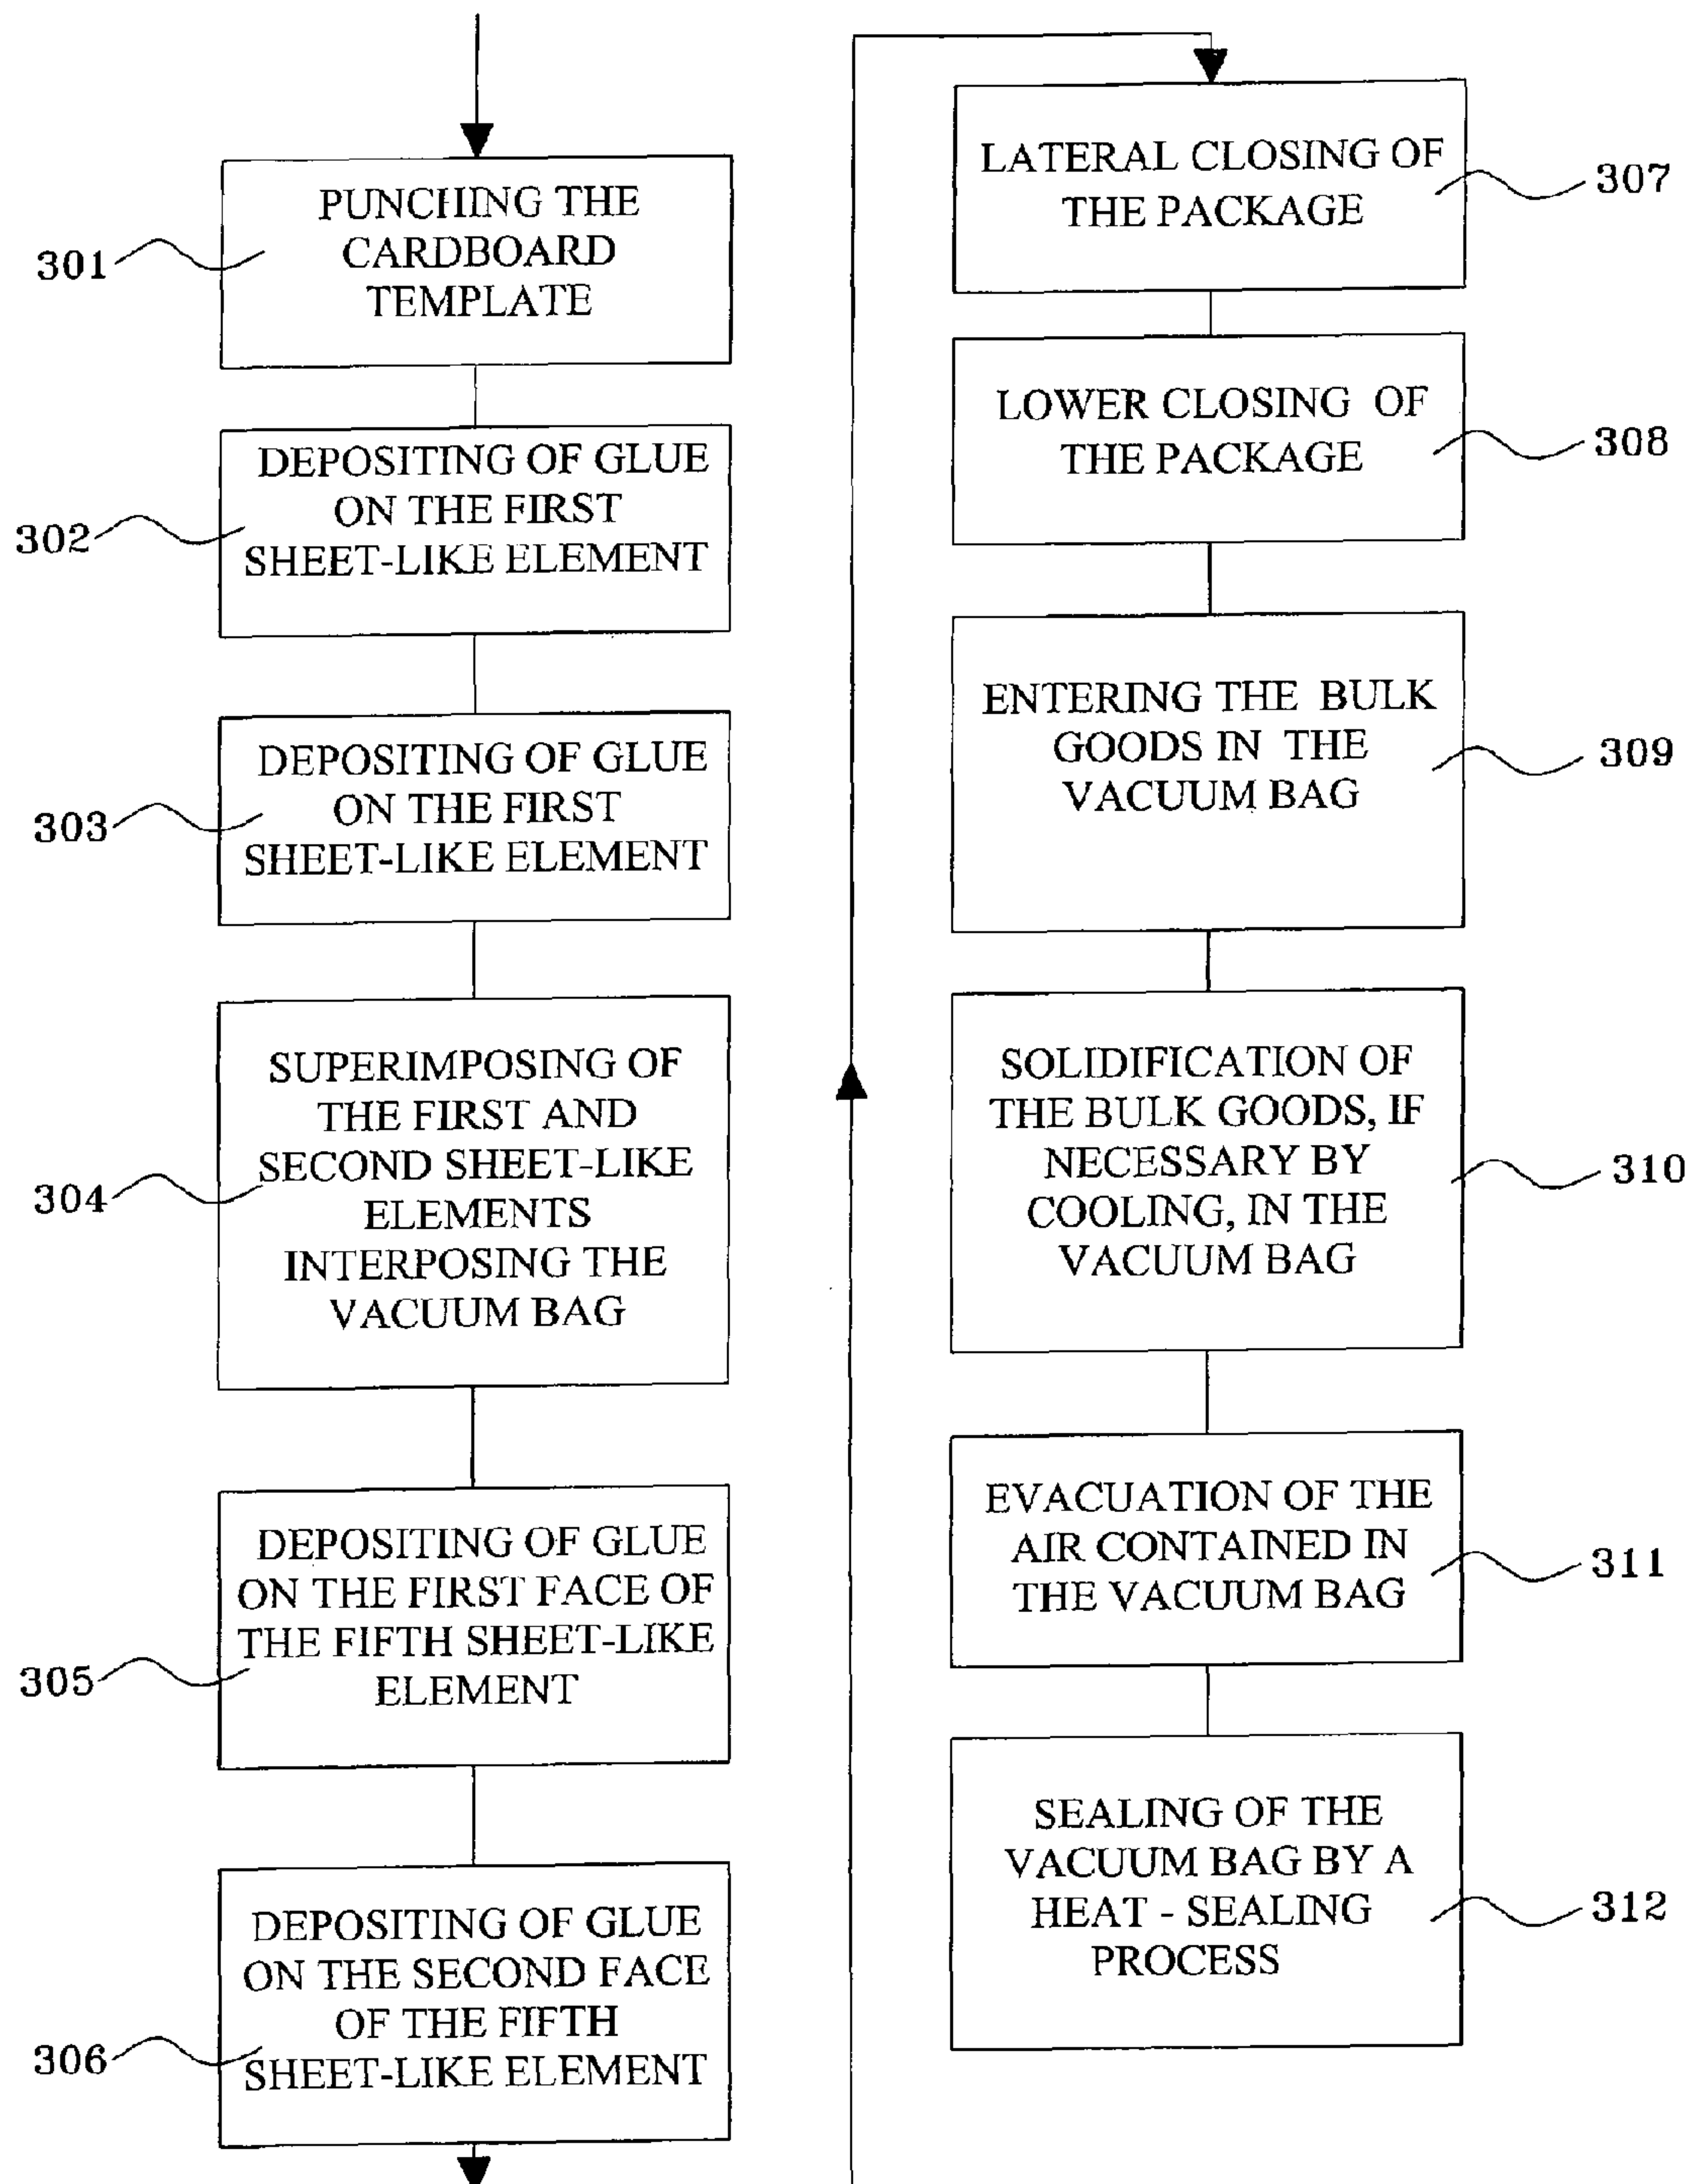 PUNCHING THE
CARDBOARD
TEMPLATE
301
DEPOSITING OF GLUE
ON THE FIRST
SHEET-LIKE ELEMENT
302
DEPOSITING OF GLUE
ON THE FIRST
SHEET-LIKE ELEMENT
303
SUPERIMPOSING OF
THE FIRST AND
SECOND SHEET-LIKE
ELEMENTS
INTERPOSING THE
VACUUM BAG
304
DEPOSITING OF GLUE
ON THE FIRST FACE OF
THE FIFTH SHEET-LIKE
ELEMENT
305
DEPOSITING OF GLUE
ON THE SECOND FACE
OF THE FIFTH
SHEET-LIKE ELEMENT
306
LATERAL CLOSING OF
THE PACKAGE
307
LOWER CLOSING OF
THE PACKAGE
308
ENTERING THE BULK
GOODS IN THE
VACUUM BAG
309
SOLIDIFICATION OF
THE BULK GOODS, IF
NECESSARY BY
COOLING, IN THE
VACUUM BAG
310
EVACUATION OF THE
AIR CONTAINED IN
THE VACUUM BAG
311
SEALING OF THE
VACUUM BAG BY A
HEAT - SEALING
PROCESS
312